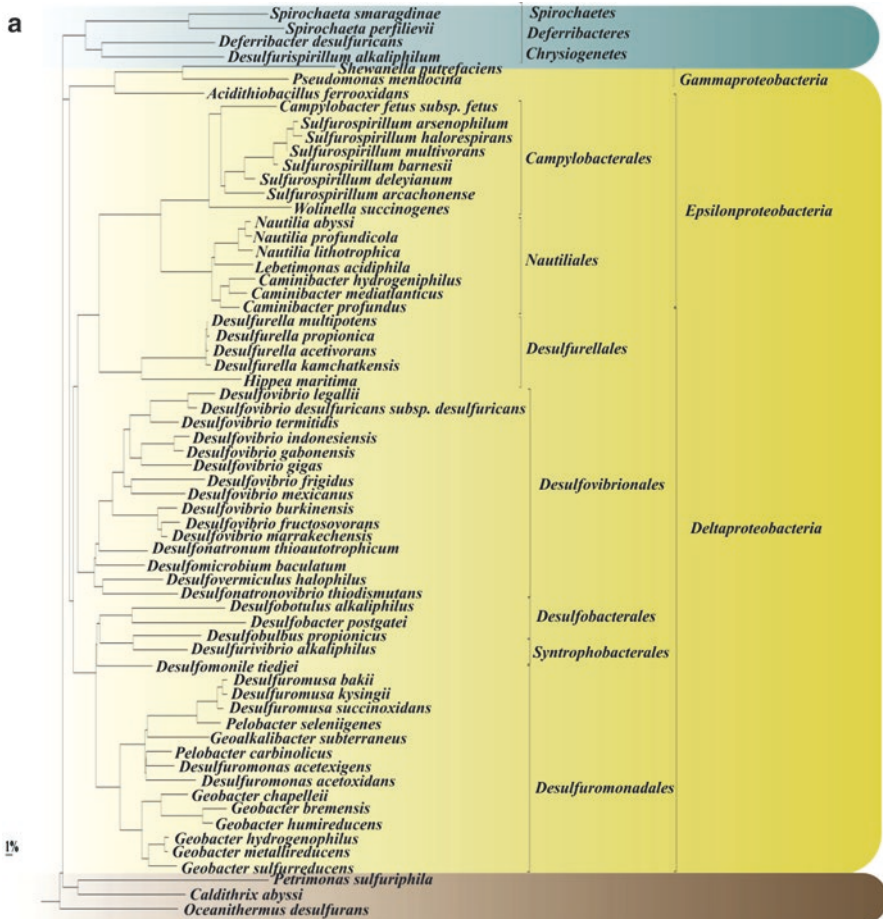 a
Spirochaeta smaragdinae
Spirochaetes
Spirochaeta perfilievii
Deferribacteres
Deferribacter desulfuricans
Desulfurispirillum alkaliphilum
Chrysiogenetes
Shewanella putrefaciens
Pseudomonas mendocina
Gammaproteobacteria
Acidithiobacillus ferrooxidans
Campylobacter fetus subsp. fetus
Sulfurospirillum arsenophilum
Sulfurospirillum halorespirans
Sulfurospirillum multivorans
Campylobacterales
Sulfurospirillum barnesii
Sulfurospirillum deleyianum
Sulfurospirillum arcachonense
Wolinella succinogenes
Epsilonproteobacteria
Nautilia abyssi
Nautilia profundicola
Nautilia lithotrophica
Nautiliales
Lebetimonas acidiphila
Caminibacter hydrogeniphilus
Caminibacter mediatlanticus
Caminibacter profundus
Desulfurella multipotens
Desulfurella propionica
Desulfurella acetivorans
Desulfurellales
Desulfurella kamchatkensis
Hippea maritima
Desulfovibrio legallii
Desulfovibrio desulfuricans subsp. desulfuricans
Desulfovibrio termitidis
Desulfovibrio indonesiensis
Desulfovibrio gabonensis
Desulfovibrio gigas
Desulfovibrio frigidus
Desulfovibrionales
Desulfovibrio mexicanus
Desulfovibrio burkinensis
Desulfovibrio fructosovorans
Deltaproteobacteria
Desulfovibrio marrakechensis
Desulfonatronum thioautotrophicum
Desulfomicrobium baculatum
Desulfovermiculus halophilus
Desulfonatronovibrio thiodismutans
Desulfobotulus alkaliphilus
Desulfobacterales
Desulfobacter postgatei
Desulfobulbus propionicus
Desulfurivibrio alkaliphilus
Syntrophobacterales
Desulfomonile tiedjei
Desulfuromusa bakii
Desulfuromusa kysingii
Desulfuromusa succinoxidans
Pelobacter seleniigenes
Geoalkalibacter subterraneus
Pelobacter carbinolicus
Desulfuromonas acetexigens
Desulfuromonas acetoxidans
Desulfuromonadales
Geobacter chapelleii
Geobacter bremensis
Geobacter humireducens
Geobacter hydrogenophilus
1%
Geobacter metallireducens
Geobacter sulfurreducens
Petrimonas sulfuriphila
Caldithrix abyssi
Oceanithermus desulfurans